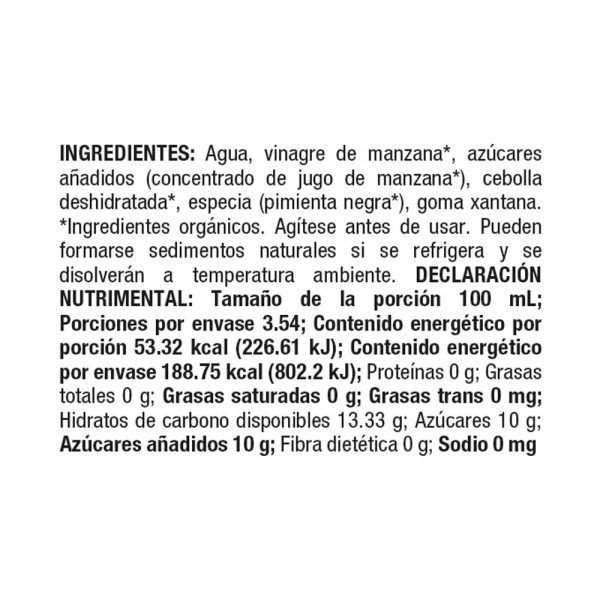 INGREDIENTES: Agua, vinagre de manzana*, azúcares
añadidos (concentrado de jugo de manzana*), cebolla
deshidratada*, especia (pimienta negra*), goma xantana.
*Ingredientes orgánicos. Agítese antes de usar. Pueden
formarse sedimentos naturales si se refrigera y se
disolverán a temperatura ambiente. DECLARACIÓN
NUTRIMENTAL: Tamaño de la porción 100 mL;
Porciones por envase 3.54; Contenido energético por
porción 53.32 kcal (226.61 kJ); Contenido energético
por envase 188.75 kcal (802.2 kJ); Proteínas 0 g; Grasas
totales 0 g; Grasas saturadas 0 g; Grasas trans 0 mg;
Hidratos de carbono disponibles 13.33 g; Azúcares 10 g;
Azúcares añadidos 10 g; Fibra dietética 0 g; Sodio 0 mg